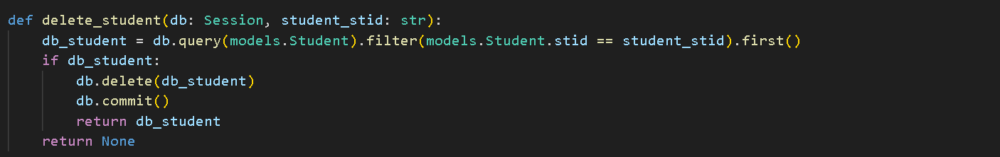 def delete_student(db: Session, student_stid: str):
    db_student = db.query(models.Student).filter(models.Student.stid == student_stid).first()
    if db_student:
        db.delete(db_student)
        db.commit()
        return db_student
    return None